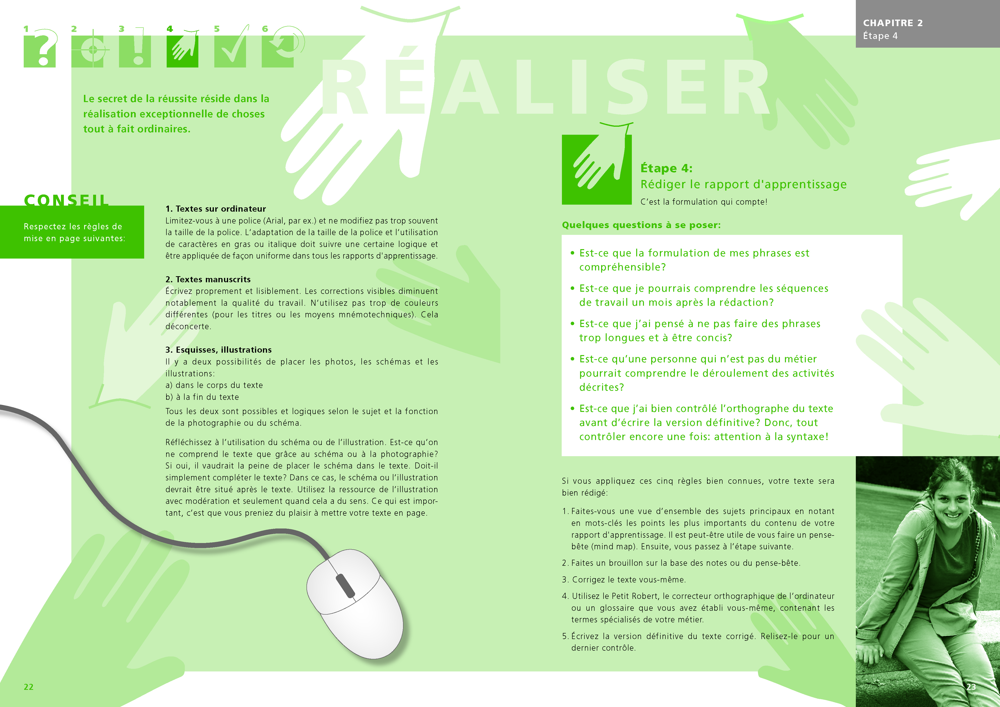 1 2 3 4 5 6
CHAPITRE 2
Étape 4
RÉALISER
Le secret de la réussite réside dans la
réalisation exceptionnelle de choses
tout à fait ordinaires.
CONSEIL
Respectez les règles de
mise en page suivantes:
1. Textes sur ordinateur
Limitez-vous à une police (Arial, par ex.) et ne modifiez pas trop souvent
la taille de la police. L’adaptation de la taille de la police et l’utilisation
de caractères en gras ou italique doit suivre une certaine logique et
être appliquée de façon uniforme dans tous les rapports d'apprentissage.
2. Textes manuscrits
Écrivez proprement et lisiblement. Les corrections visibles diminuent
notablement la qualité du travail. N’utilisez pas trop de couleurs
différentes (pour les titres ou les moyens mnémotechniques). Cela
déconcerte.
3. Esquisses, illustrations
Il y a deux possibilités de placer les photos, les schémas et les
illustrations:
a) dans le corps du texte
b) à la fin du texte
Tous les deux sont possibles et logiques selon le sujet et la fonction
de la photographie ou du schéma.
Réfléchissez à l’utilisation du schéma ou de l’illustration. Est-ce qu’on
ne comprend le texte que grâce au schéma ou à la photographie?
Si oui, il vaudrait la peine de placer le schéma dans le texte. Doit-il
simplement compléter le texte? Dans ce cas, le schéma ou l’illustration
devrait être situé après le texte. Utilisez la ressource de l’illustration
avec modération et seulement quand cela a du sens. Ce qui est impor-
tant, c’est que vous preniez du plaisir à mettre votre texte en page.
22
Étape 4:
Rédiger le rapport d'apprentissage
C’est la formulation qui compte!
Quelques questions à se poser:
• Est-ce que la formulation de mes phrases est
compréhensible?
• Est-ce que je pourrais comprendre les séquences
de travail un mois après la rédaction?
• Est-ce que j’ai pensé à ne pas faire des phrases
trop longues et à être concis?
• Est-ce qu’une personne qui n’est pas du métier
pourrait comprendre le déroulement des activités
décrites?
• Est-ce que j’ai bien contrôlé l’orthographe du texte
avant d’écrire la version définitive? Donc, tout
contrôler encore une fois: attention à la syntaxe!
Si vous appliquez ces cinq règles bien connues, votre texte sera
bien rédigé:
1. Faites-vous une vue d’ensemble des sujets principaux en notant
en mots-clés les points les plus importants du contenu de votre
rapport d'apprentissage. Il est peut-être utile de vous faire un pense-
bête (mind map). Ensuite, vous passez à l’étape suivante.
2. Faites un brouillon sur la base des notes ou du pense-bête.
3. Corrigez le texte vous-même.
4. Utilisez le Petit Robert, le correcteur orthographique de l’ordinateur
ou un glossaire que vous avez établi vous-même, contenant les
termes spécialisés de votre métier.
5. Écrivez la version définitive du texte corrigé. Relisez-le pour un
dernier contrôle.
23